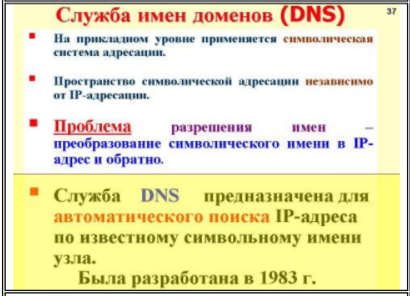 Служба имен доменов (DNS)
37
На прикладном уровне применяется символическая
система адресации.
Пространство символической адресации независимо
от IP-адресации.
Проблема разрешения имен –
преобразование символического имени в IP-
адрес и обратно.
Служба DNS предназначена для
автоматического поиска IP-адреса
по известному символьному имени
узла.
Была разработана в 1983 г.